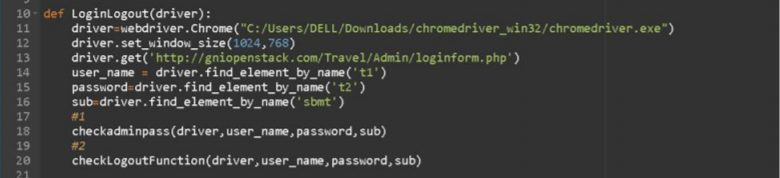 10 def LoginLogout(driver):
11 driver=webdriver.Chrome("C:/Users/DELL/Downloads/chromedriver_win32/chromedriver.exe")
12 driver.set_window_size(1024,768)
13 driver.get('http://gniopenstack.com/Travel/Admin/loginform.php')
14 user_name = driver.find_element_by_name('t1')
15 password=driver.find_element_by_name('t2')
16 sub=driver.find_element_by_name('sbmt')
17 #1
18 checkadminpass(driver,user_name,password,sub)
19 #2
20 checkLogoutFunction(driver,user_name,password,sub)
21